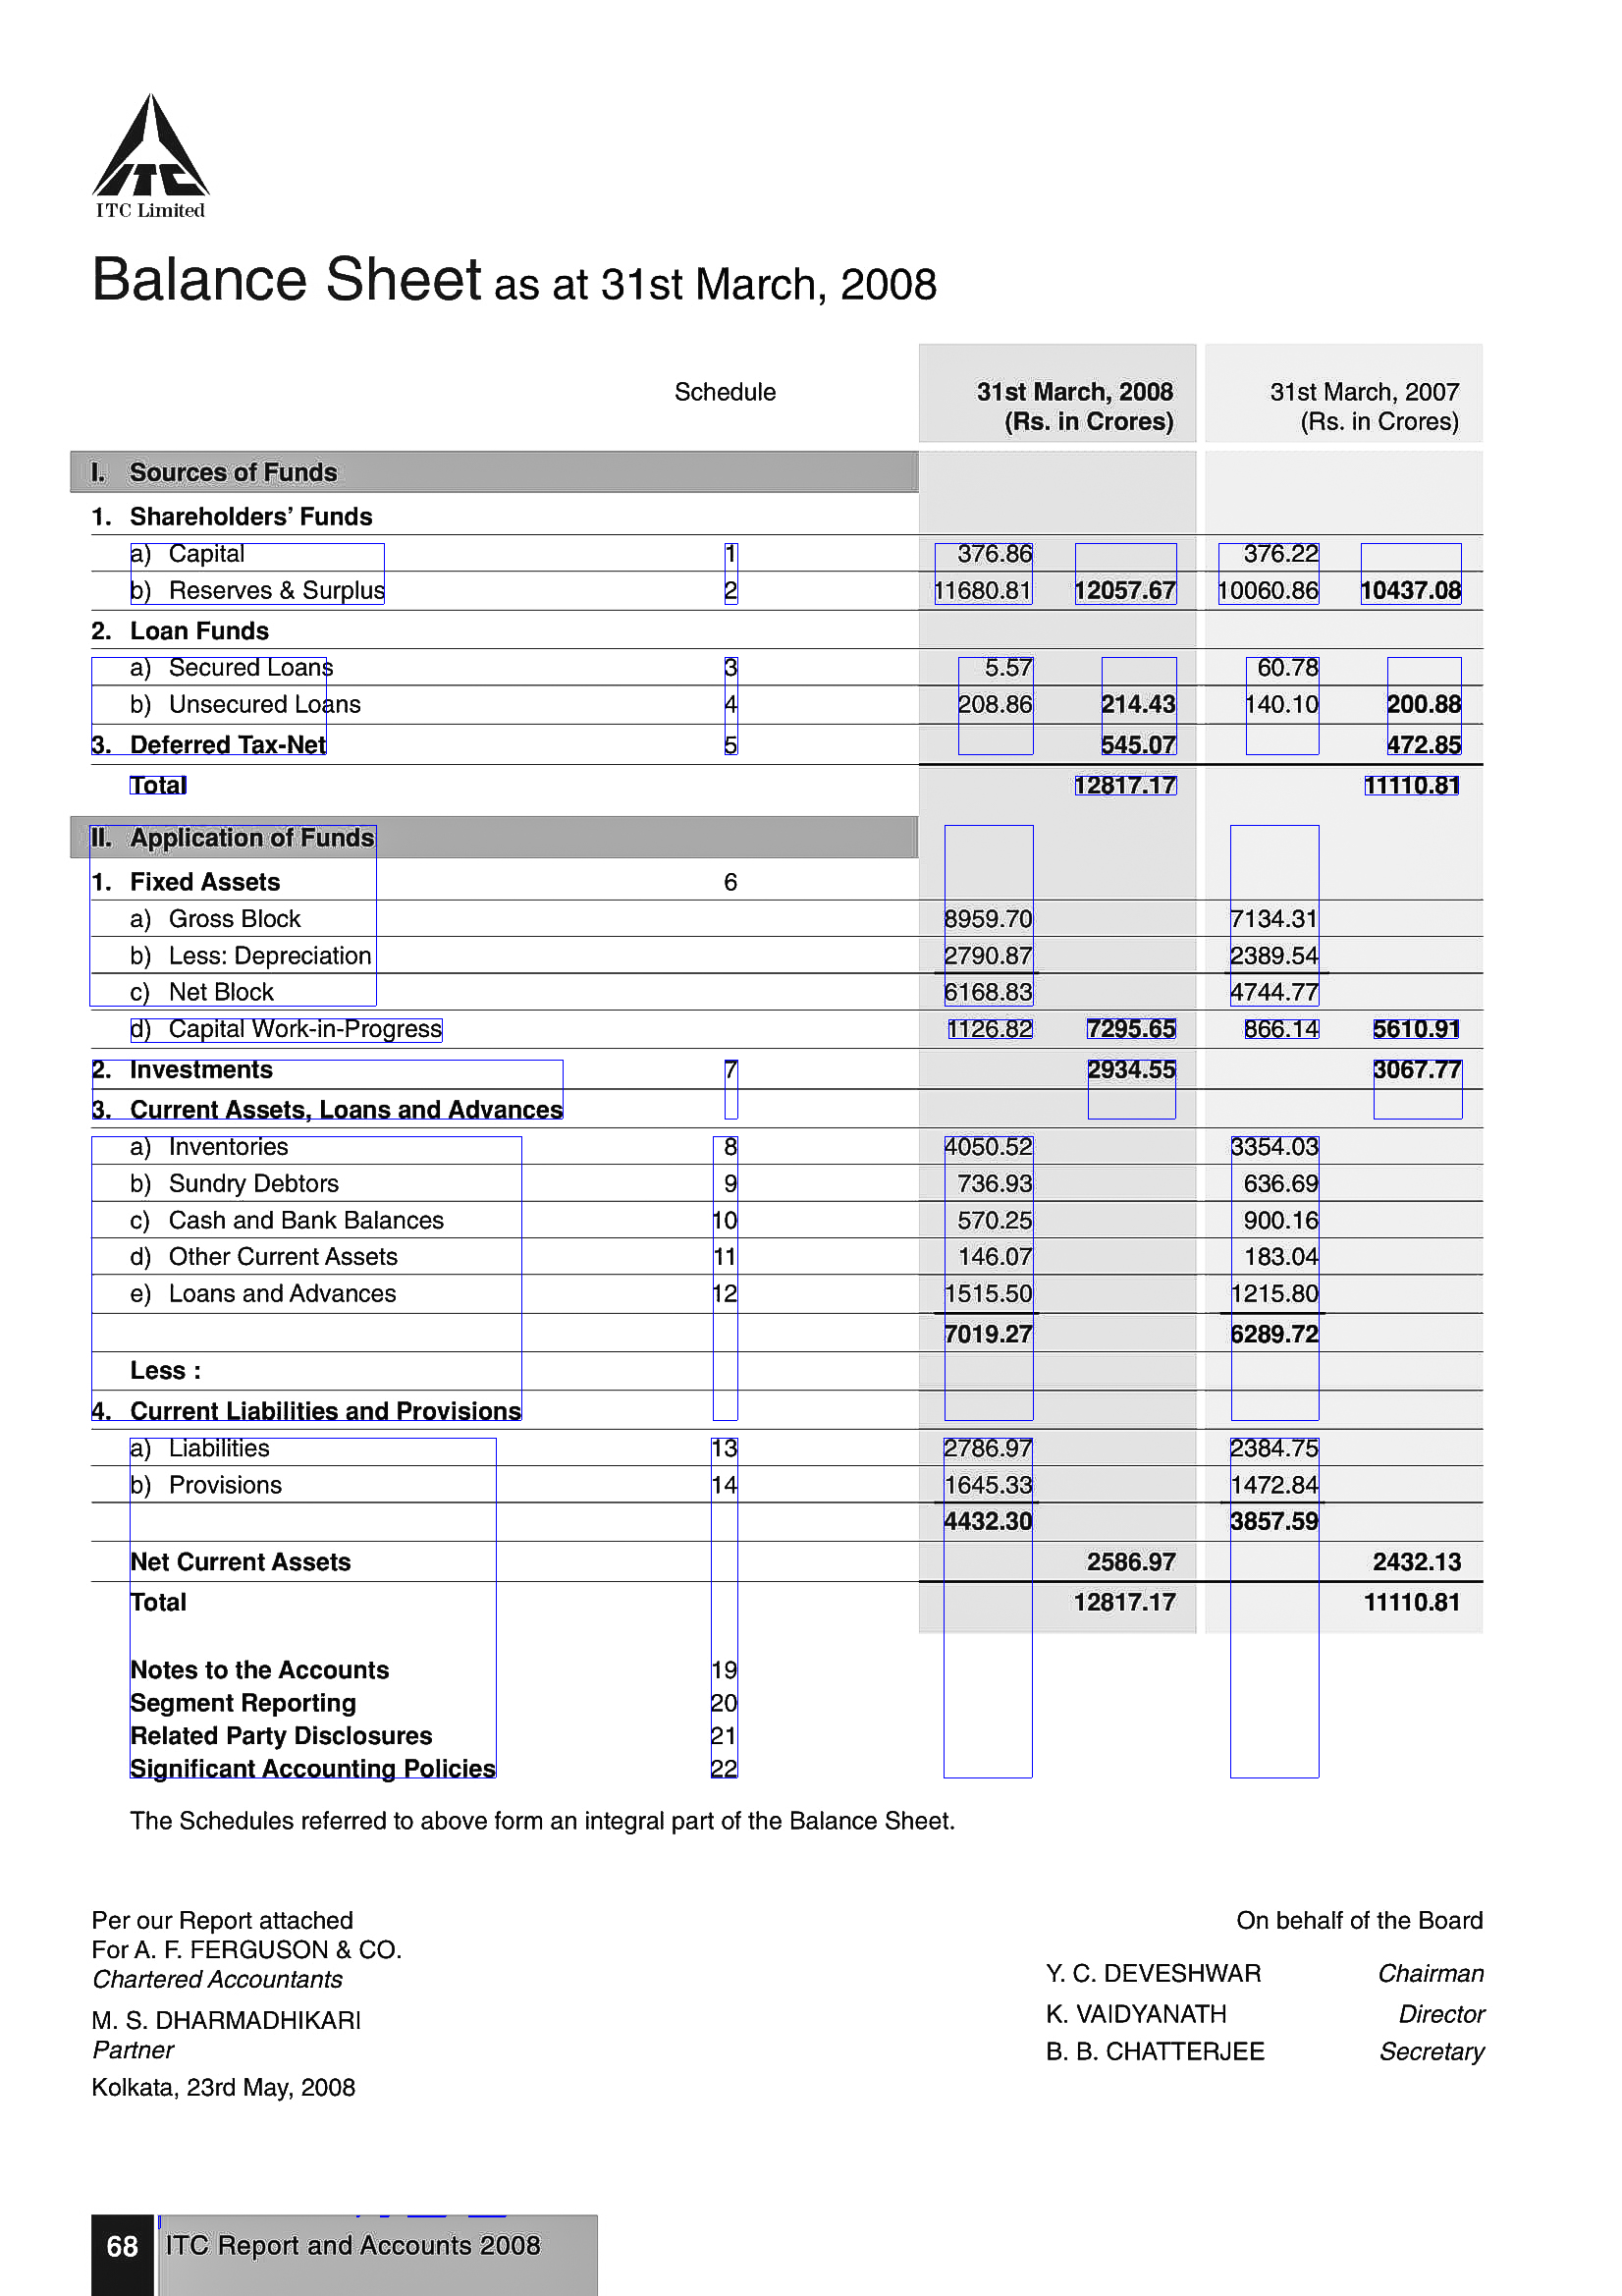 ITC
ITC Limited
Balance Sheet as at 31st March, 2008
Schedule 31st March, 2008 31st March, 2007
(Rs. in Crores) (Rs. in Crores)
I. Sources of Funds
1. Shareholders' Funds
a) Capital 1 376.86 376.22
b) Reserves & Surplus 2 11680.81 12057.67 10060.86 10437.08
2. Loan Funds
a) Secured Loans 3 5.57 60.78
b) Unsecured Loans 4 208.86 214.43 140.10 200.88
3. Deferred Tax-Net 5 545.07 472.85
Total 12817.17 11110.81
II. Application of Funds
1. Fixed Assets 6
a) Gross Block 8959.70 7134.31
b) Less: Depreciation 2790.87 2389.54
c) Net Block 6168.83 4744.77
d) Capital Work-in-Progress 1126.82 7295.65 866.14 5610.91
2. Investments 7 2934.55 3067.77
3. Current Assets, Loans and Advances
a) Inventories 8 4050.52 3354.03
b) Sundry Debtors 9 736.93 636.69
c) Cash and Bank Balances 10 570.25 900.16
d) Other Current Assets 11 146.07 183.04
e) Loans and Advances 12 1515.50 1215.80
7019.27 6289.72
Less :
4. Current Liabilities and Provisions
a) Liabilities 13 2786.97 2384.75
b) Provisions 14 1645.33 1472.84
4432.30 3857.59
Net Current Assets 2586.97 2432.13
Total 12817.17 11110.81
Notes to the Accounts 19
Segment Reporting 20
Related Party Disclosures 21
Significant Accounting Policies 22
The Schedules referred to above form an integral part of the Balance Sheet.
Per our Report attached On behalf of the Board
For A. F. FERGUSON & CO.
Chartered Accountants Y. C. DEVESHWAR Chairman
M. S. DHARMADHIKARI K. VAIDYANATH Director
Partner B. B. CHATTERJEE Secretary
Kolkata, 23rd May, 2008
68 ITC Report and Accounts 2008